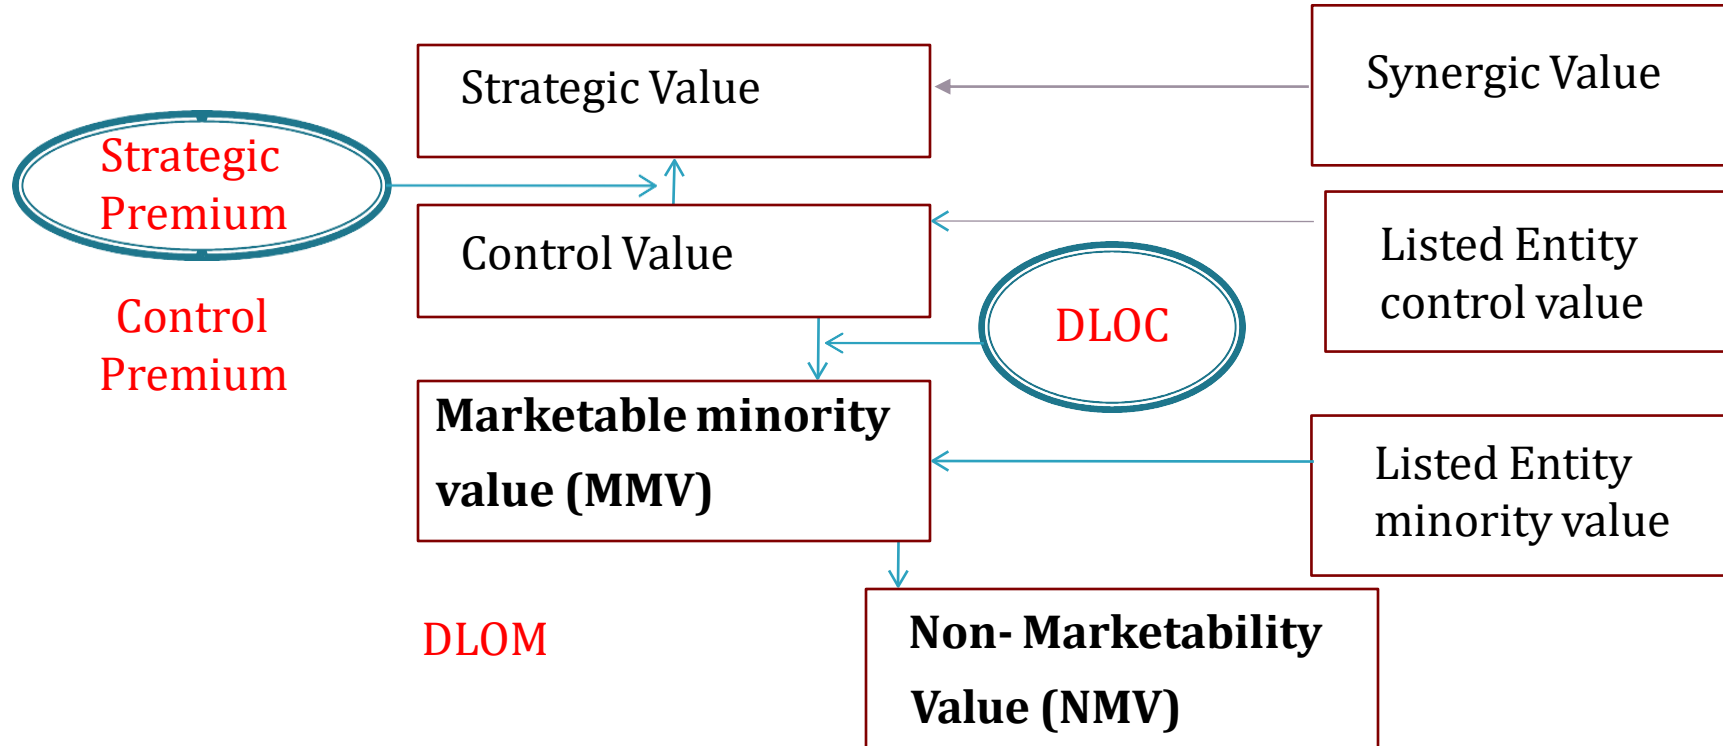 Strategic Value
Synergic Value
Strategic
Premium
Control Value
Listed Entity
control value
Control
Premium
DLOC
Marketable minority
value (MMV)
Listed Entity
minority value
DLOM
Non- Marketability
Value (NMV)